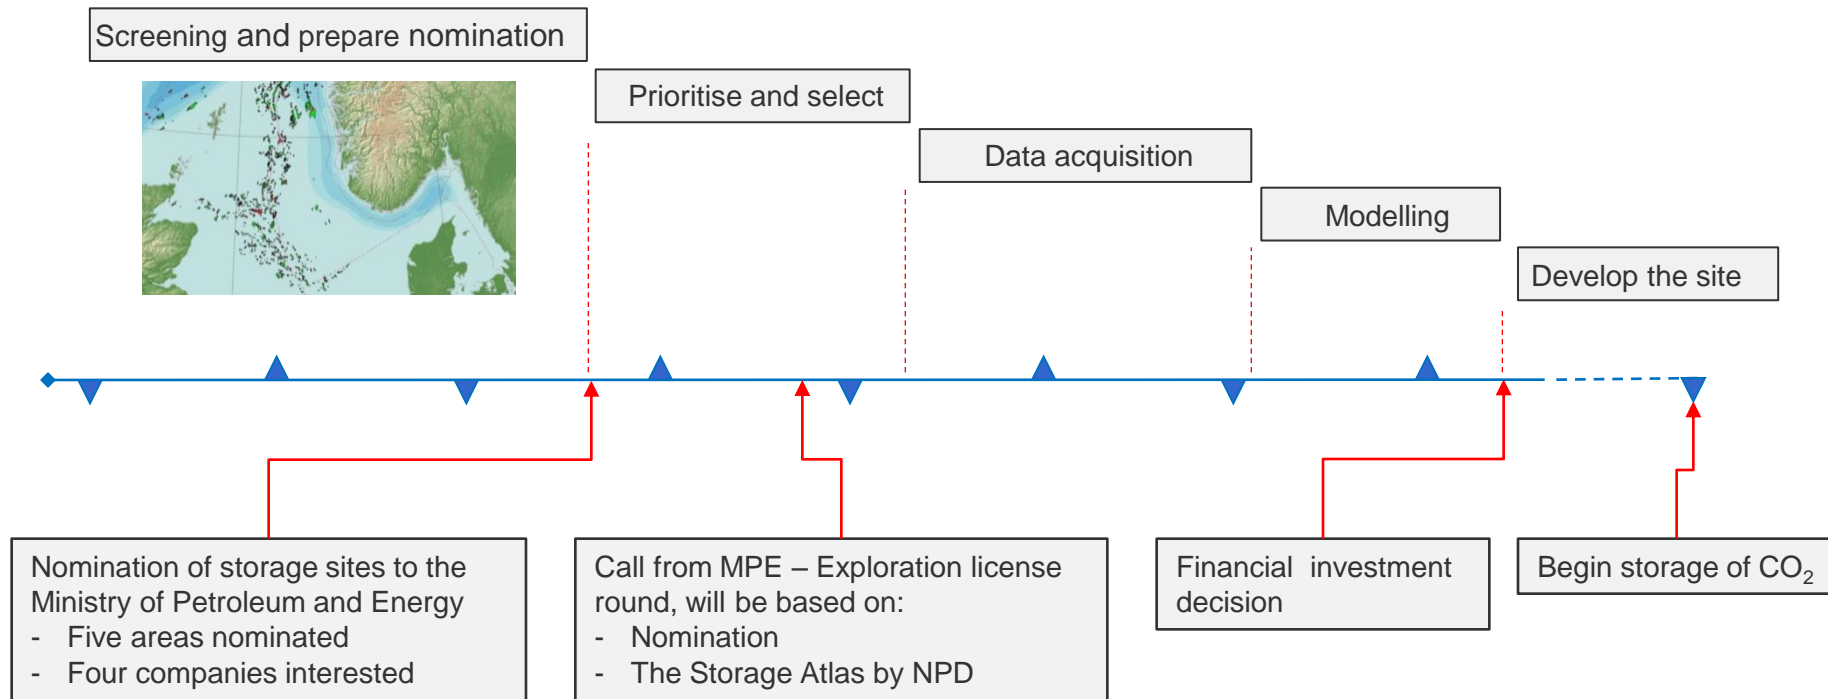 Screening and prepare nomination
Prioritise and select
Data acquisition
Modelling
Develop the site
Nomination of storage sites to the
Ministry of Petroleum and Energy
- Five areas nominated
- Four companies interested
Call from MPE – Exploration license
round, will be based on:
- Nomination
- The Storage Atlas by NPD
Financial investment
decision
Begin storage of CO₂